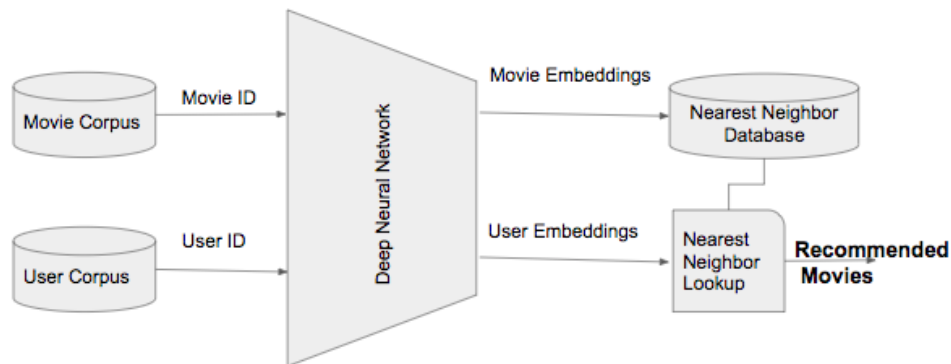 Movie Corpus
Movie ID
Deep Neural Network
Movie Embeddings
Nearest Neighbor
Database
User Corpus
User ID
User Embeddings
Nearest
Neighbor
Lookup
Recommended
Movies